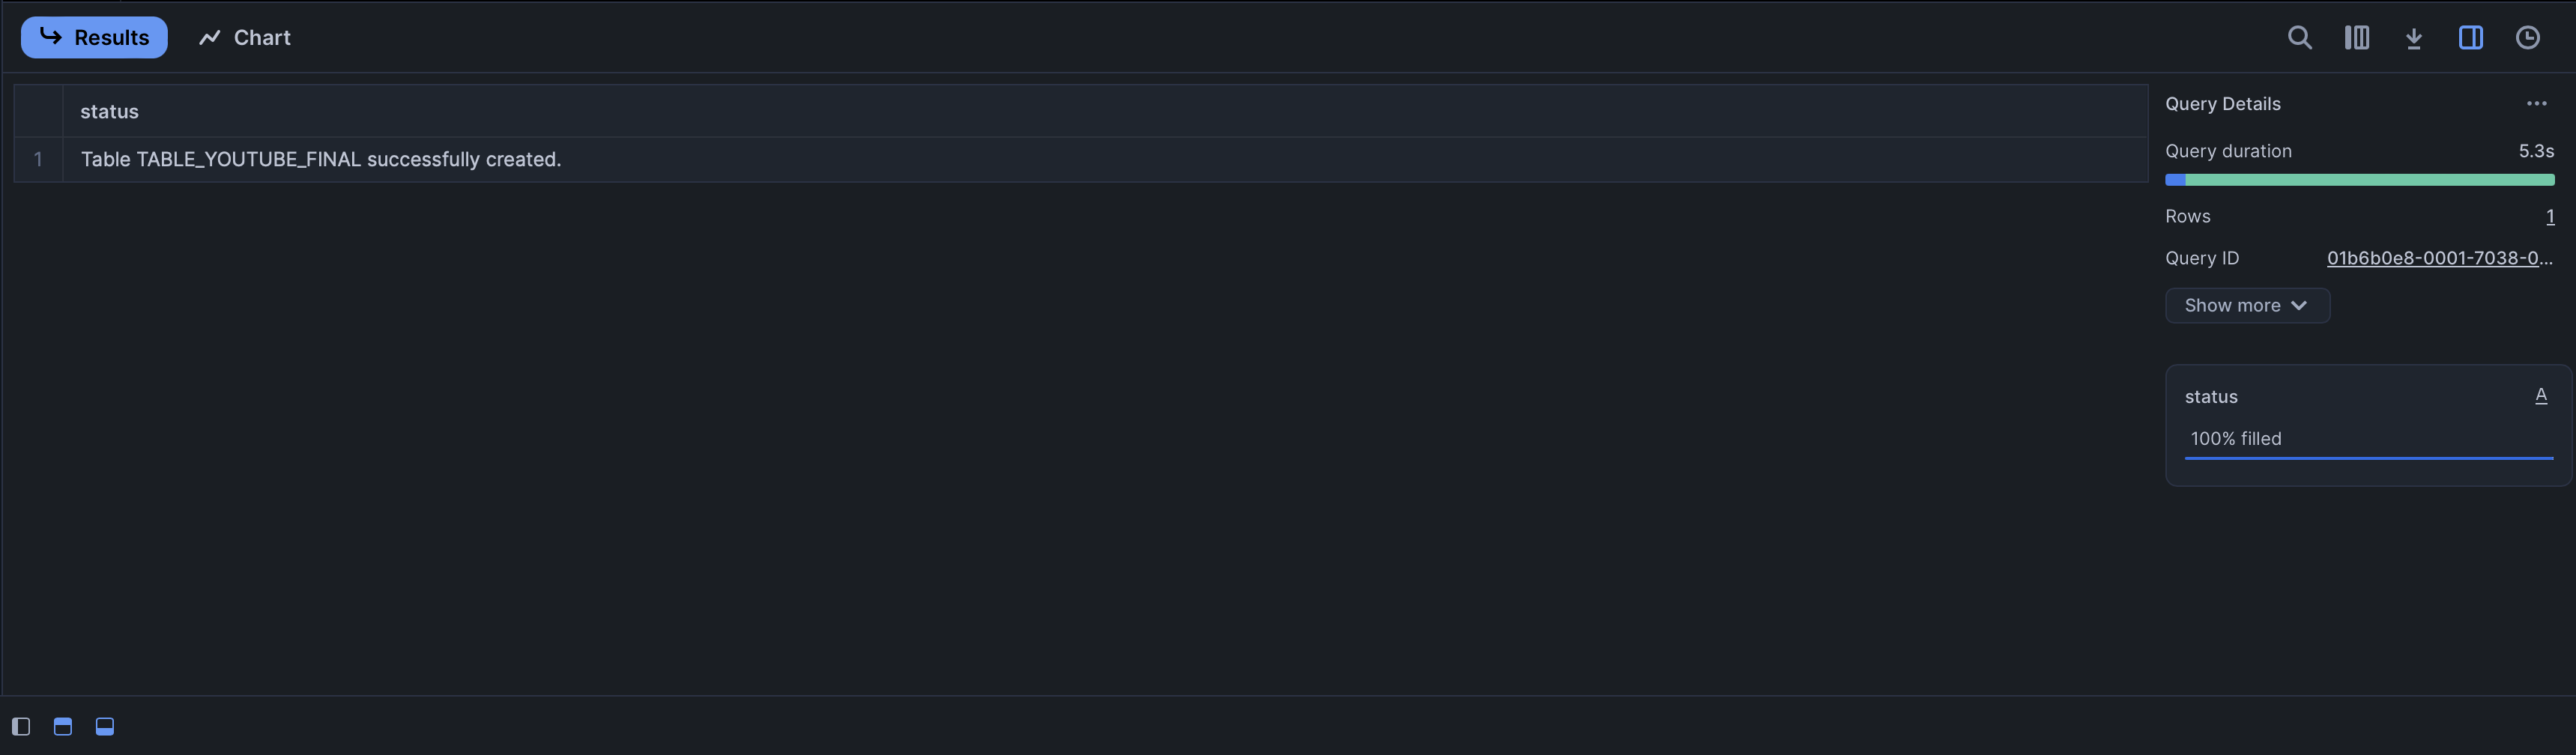 Results
Chart
status
1 Table TABLE_YOUTUBE_FINAL successfully created.
Query Details ...
Query duration 5.3s
Rows 1
Query ID 01b6b0e8-0001-7038-0...
Show more
status A
100% filled